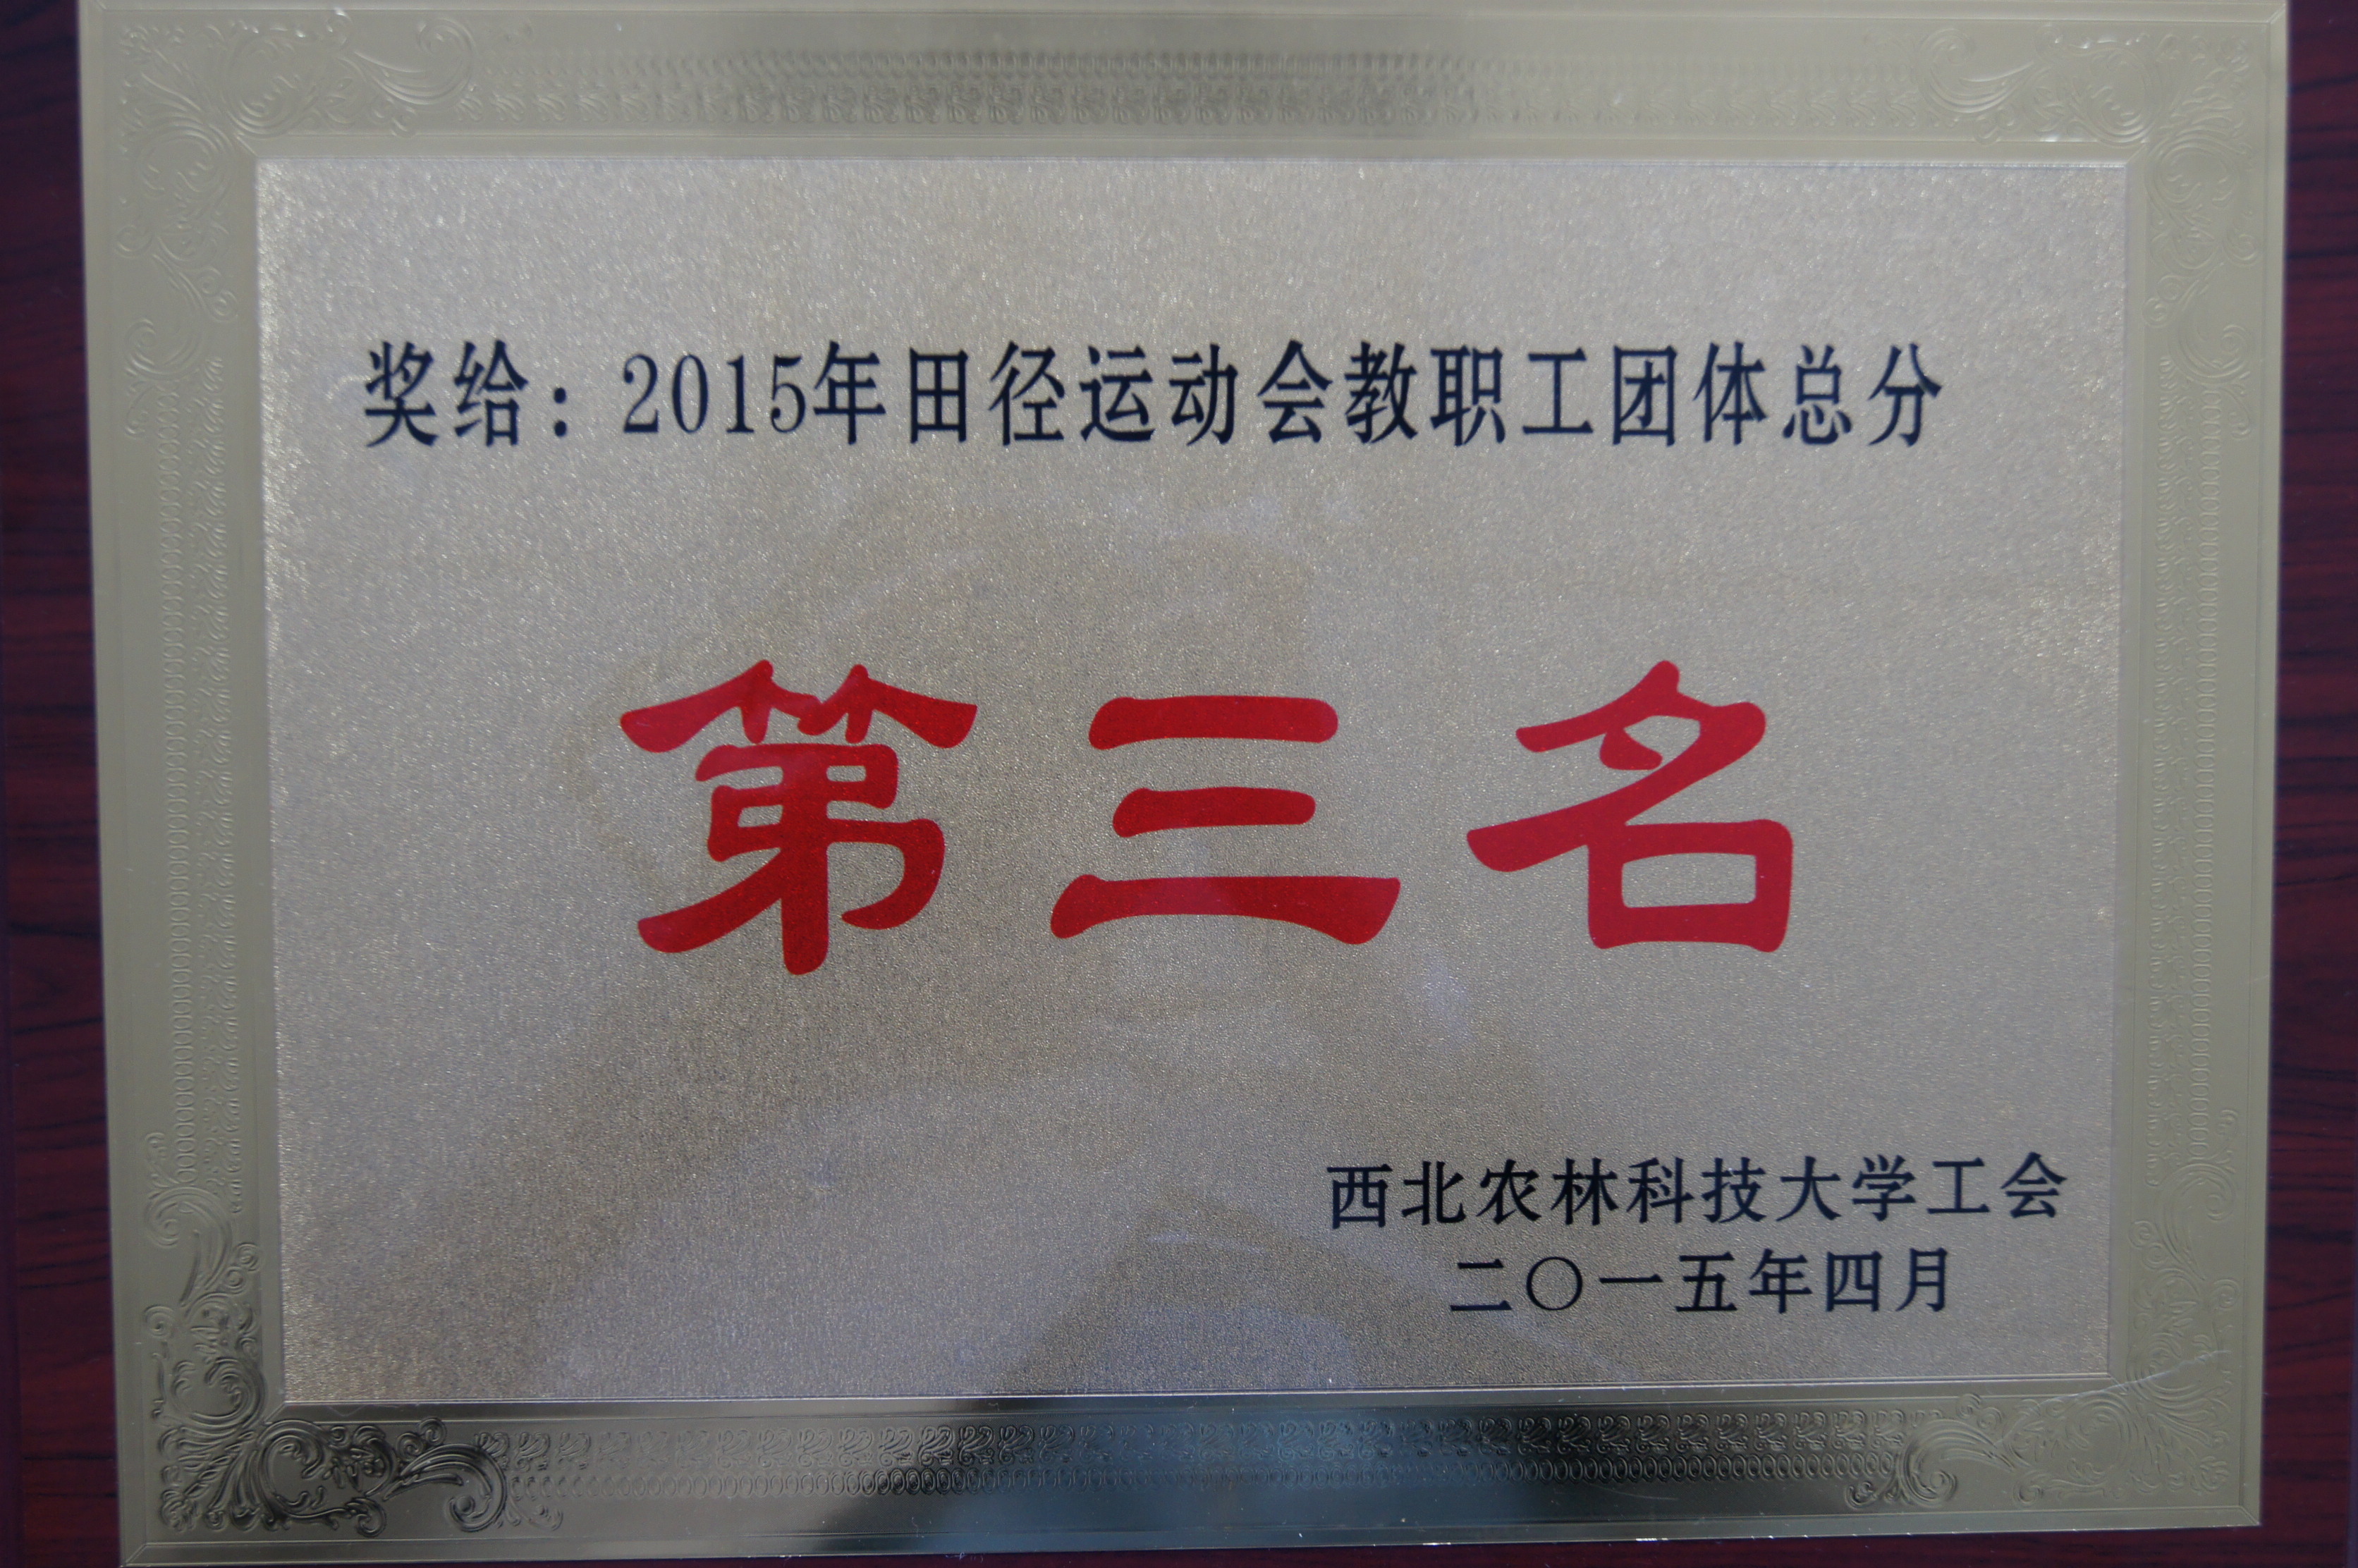 奖给：2015年田径运动会教职工团体总分
第三名
西北农林科技大学工会
二〇一五年四月